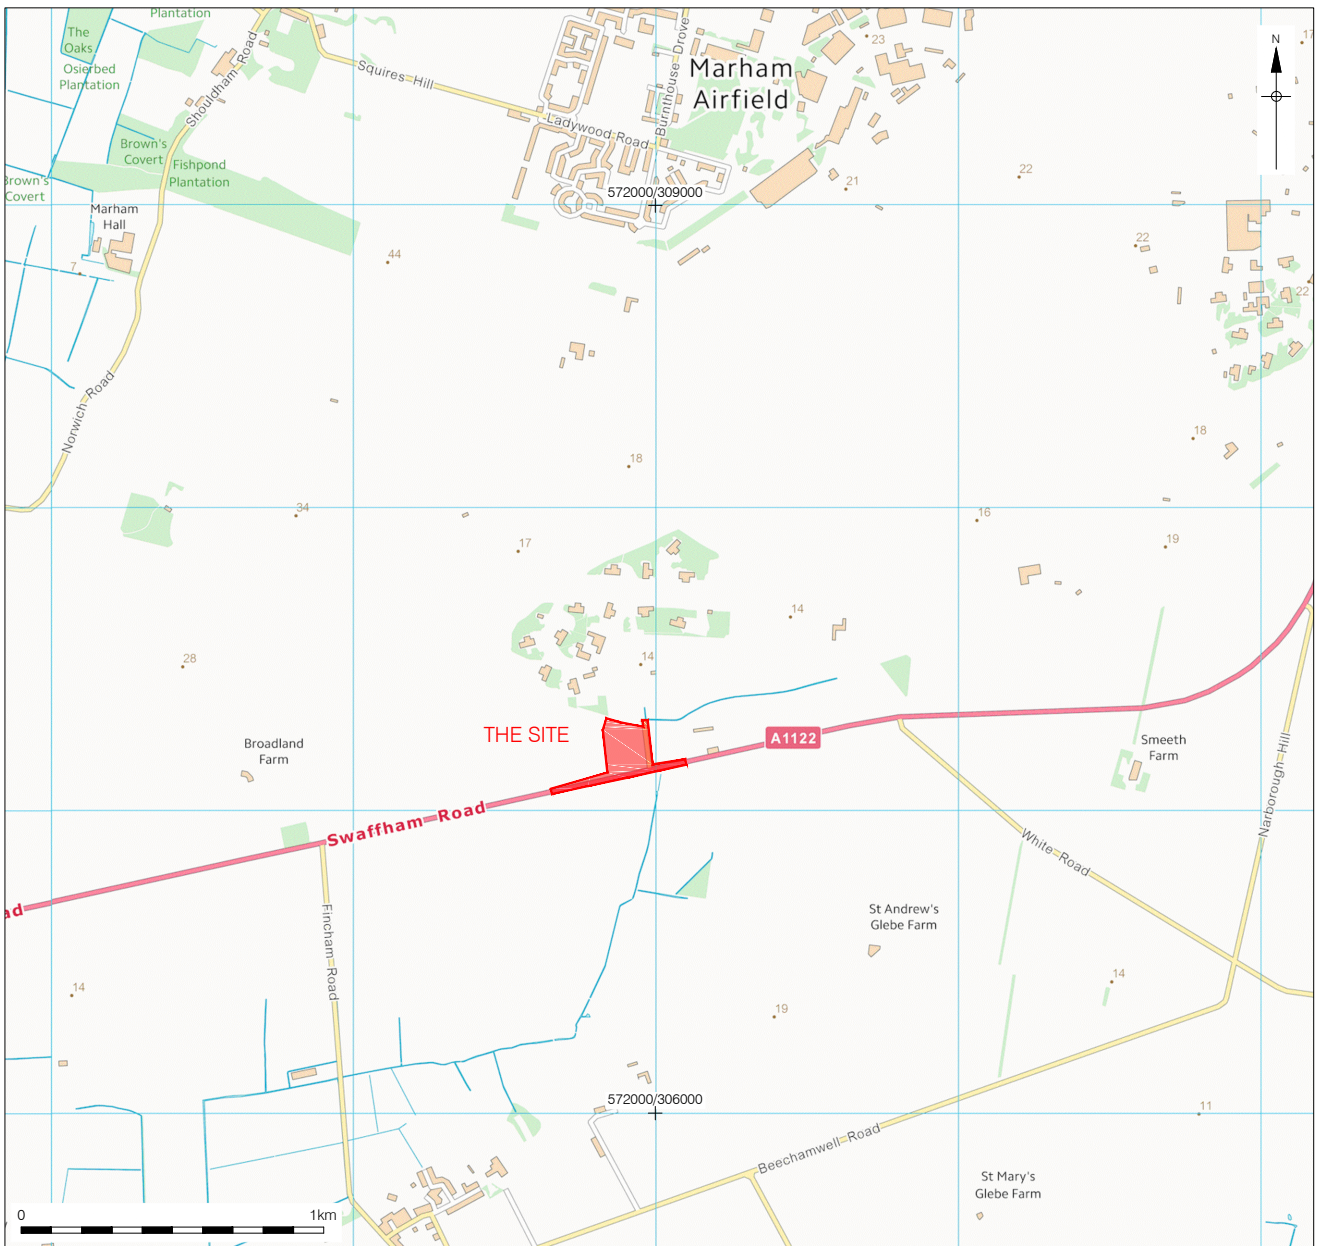 Plantation
The
Oaks
Osierbed
Plantation
Shouldham Road
Squires Hill
Ladywood Road
Burnthouse Drove
Marham
Airfield
23
17
N
Brown's
Covert
Fishpond
Plantation
Brown's
Covert
Marham
Hall
7
44
572000/309000
21
22
22
22
Norwich Road
18
18
34
17
16
19
14
14
28
THE SITE
A1122
Broadland
Farm
Smeeth
Farm
Swaffham Road
ad
Narborough Hill
White Road
Fincham Road
St Andrew's
Glebe Farm
14
14
19
572000/306000
11
Beechamwell Road
St Mary's
Glebe Farm
0 1km